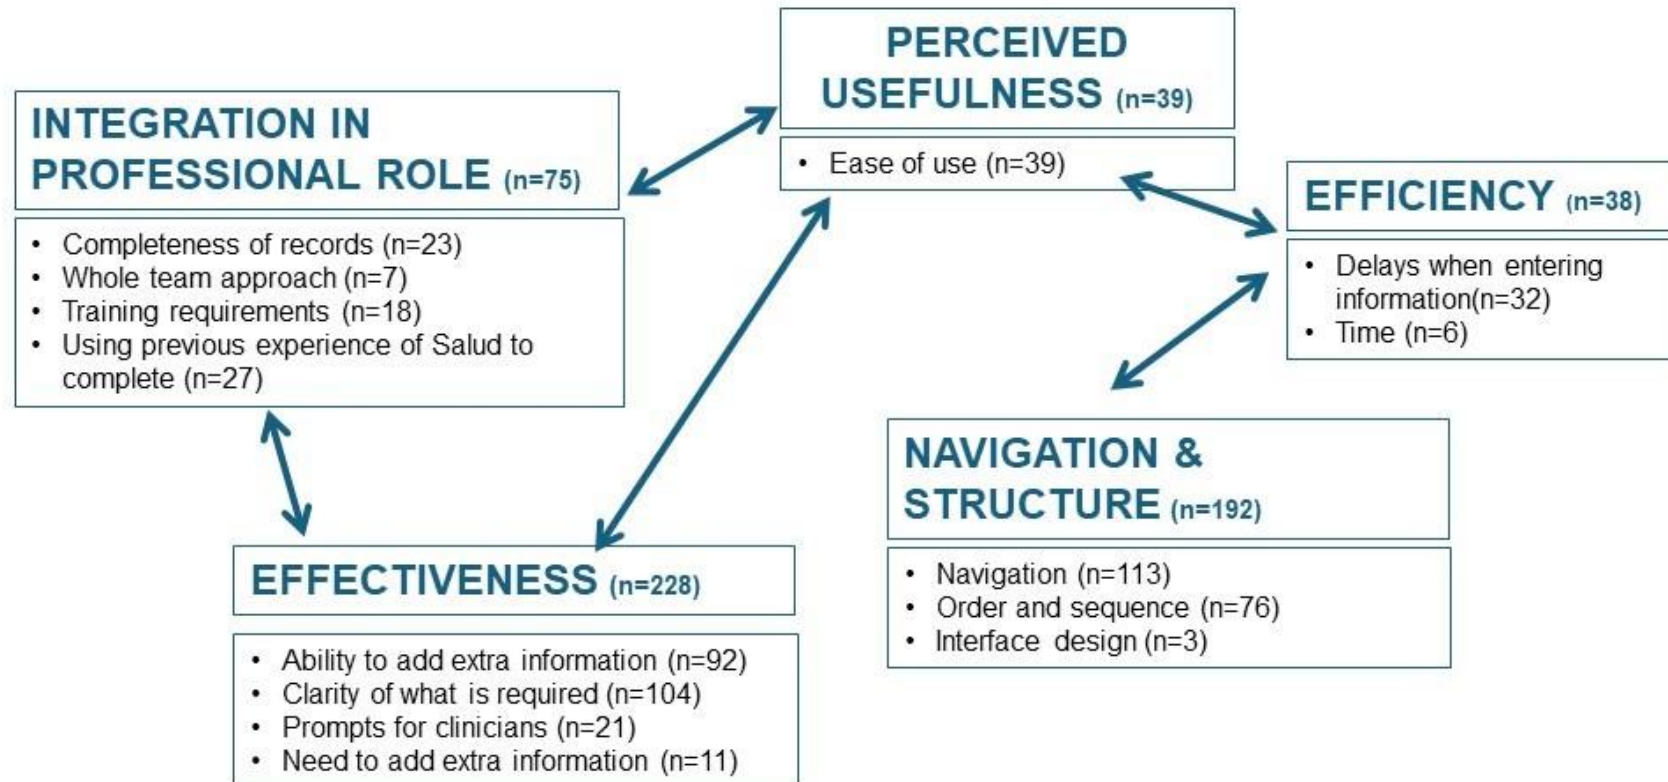 PERCEIVED
USEFULNESS (n=39)
• Ease of use (n=39)
INTEGRATION IN
PROFESSIONAL ROLE (n=75)
• Completeness of records (n=23)
• Whole team approach (n=7)
• Training requirements (n=18)
• Using previous experience of Salud to
complete (n=27)
EFFICIENCY (n=38)
• Delays when entering
information(n=32)
• Time (n=6)
NAVIGATION &
STRUCTURE (n=192)
• Navigation (n=113)
• Order and sequence (n=76)
• Interface design (n=3)
EFFECTIVENESS (n=228)
• Ability to add extra information (n=92)
• Clarity of what is required (n=104)
• Prompts for clinicians (n=21)
• Need to add extra information (n=11)